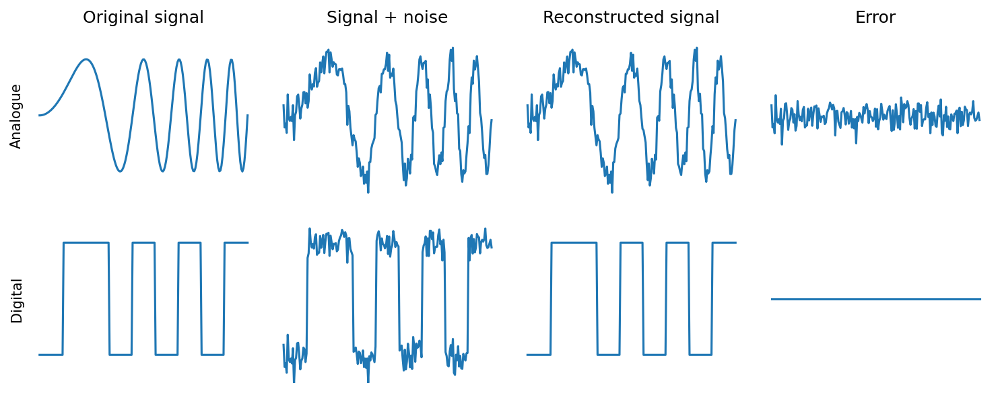 Original signal
Signal + noise
Reconstructed signal
Error
Analogue
Digital